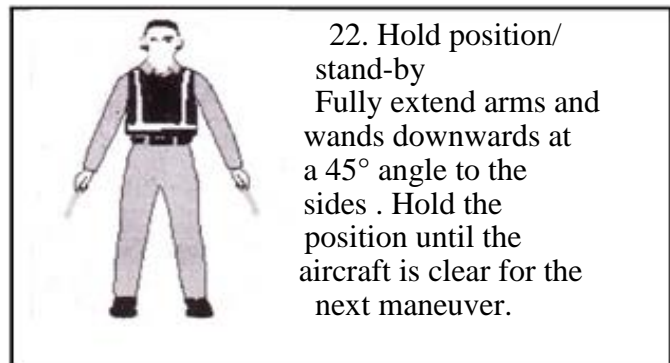 22. Hold position/
stand-by
Fully extend arms and
wands downwards at
a 45° angle to the
sides . Hold the
position until the
aircraft is clear for the
next maneuver.